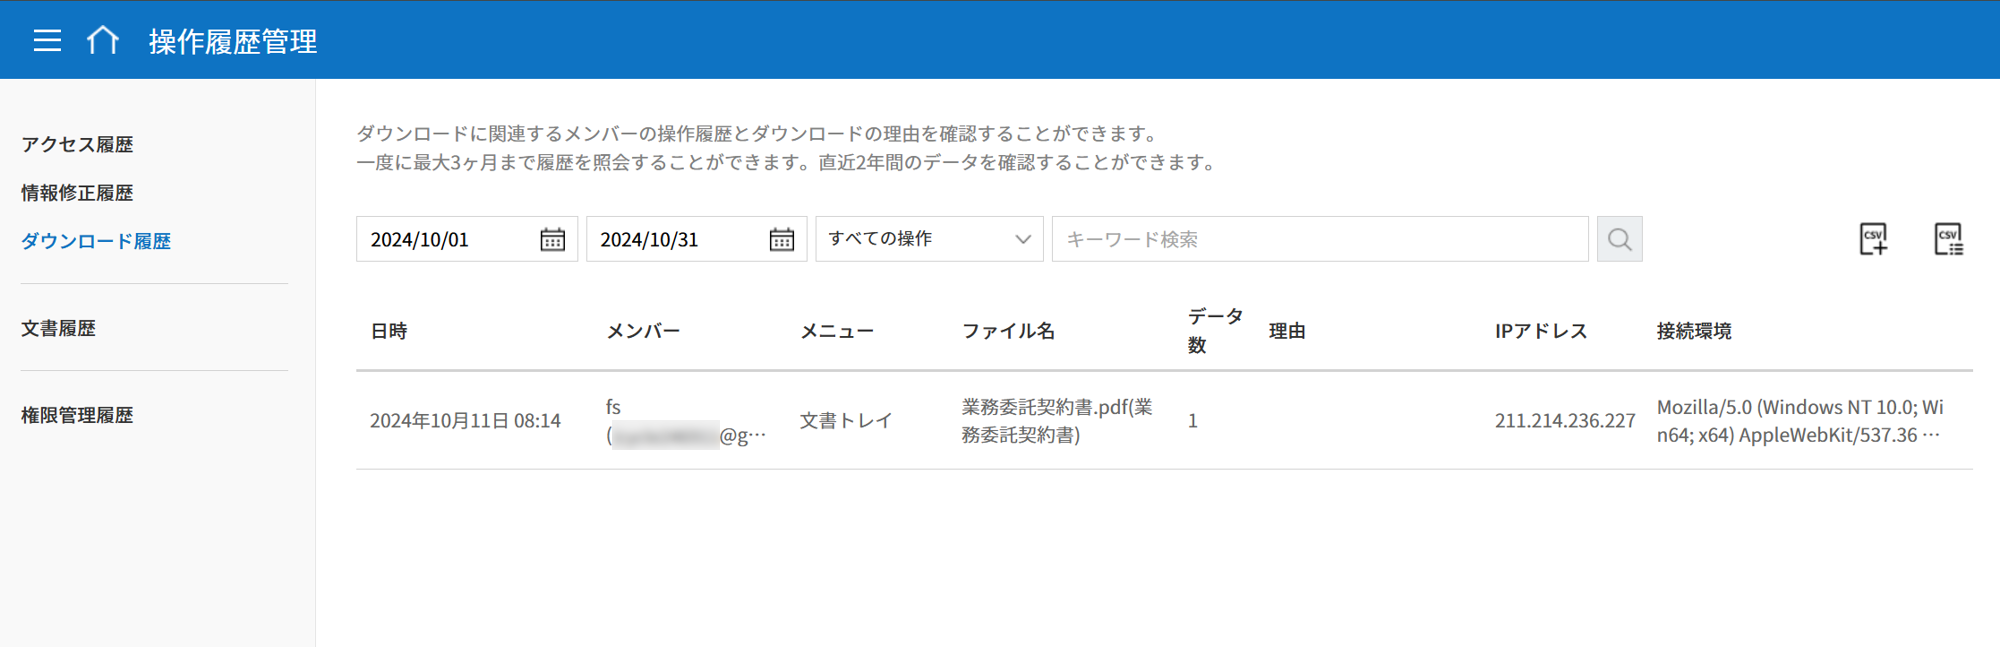 操作履歴管理
アクセス履歴
情報修正履歴
ダウンロード履歴
文書履歴
権限管理履歴
ダウンロードに関連するメンバーの操作履歴とダウンロードの理由を確認することができます。
一度に最大3ヶ月まで履歴を照会することができます。直近2年間のデータを確認することができます。
2024/10/01
2024/10/31
すべての操作
キーワード検索
CSV
CSV
日時
メンバー
メニュー
ファイル名
データ
数
理由
IPアドレス
接続環境
2024年10月11日 08:14
fs
(
@g…
文書トレイ
業務委託契約書.pdf(業
務委託契約書)
1
211.214.236.227
Mozilla/5.0 (Windows NT 10.0; Wi
n64; x64) AppleWebKit/537.36 …